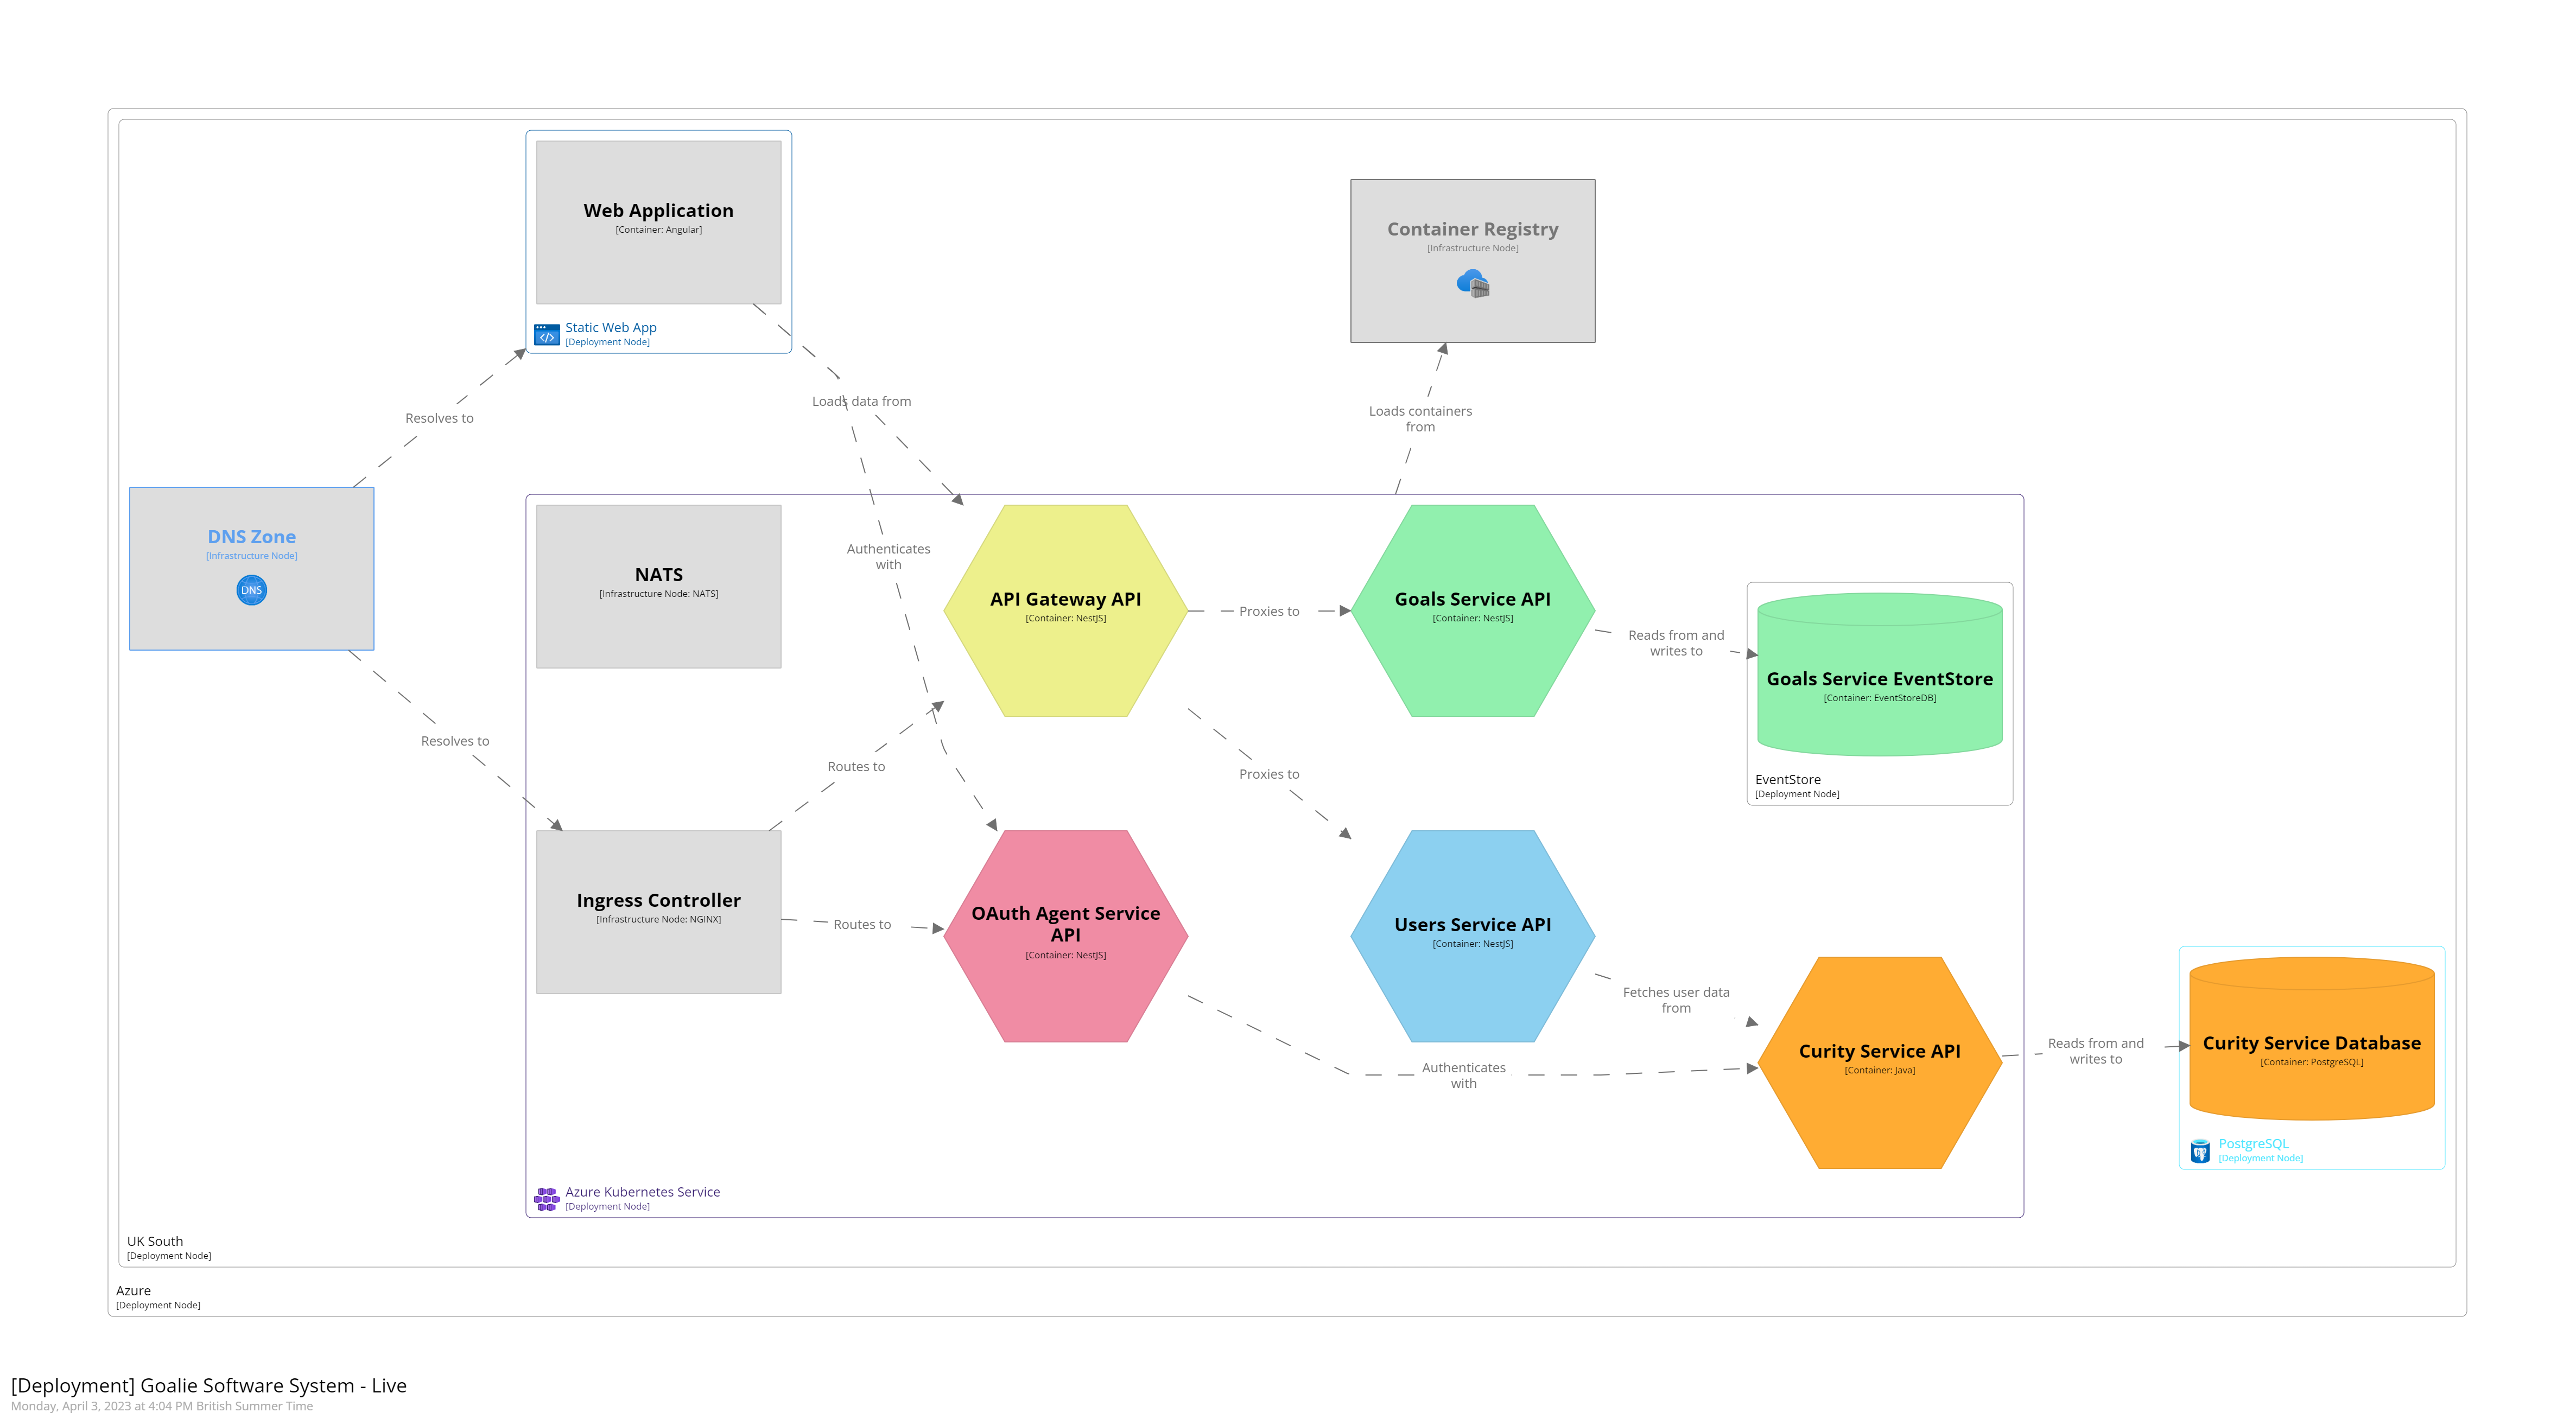 Web Application
[Container: Angular]
Static Web App
[Deployment Node]
Container Registry
[Infrastructure Node]
Loads data from
Loads containers
from
Resolves to
DNS Zone
[Infrastructure Node]
DNS
Resolves to
NATS
[Infrastructure Node: NATS]
Authenticates
with
API Gateway API
[Container: NestJS]
Proxies to
Goals Service API
[Container: NestJS]
Reads from and
writes to
Goals Service EventStore
[Container: EventStoreDB]
EventStore
[Deployment Node]
Routes to
Proxies to
Ingress Controller
[Infrastructure Node: NGINX]
Routes to
OAuth Agent Service
API
[Container: NestJS]
Users Service API
[Container: NestJS]
Fetches user data
from
Authenticates
with
Curity Service API
[Container: Java]
Reads from and
writes to
Curity Service Database
[Container: PostgreSQL]
PostgreSQL
[Deployment Node]
Azure Kubernetes Service
[Deployment Node]
UK South
[Deployment Node]
Azure
[Deployment Node]
[Deployment] Goalie Software System - Live
Monday, April 3, 2023 at 4:04 PM British Summer Time